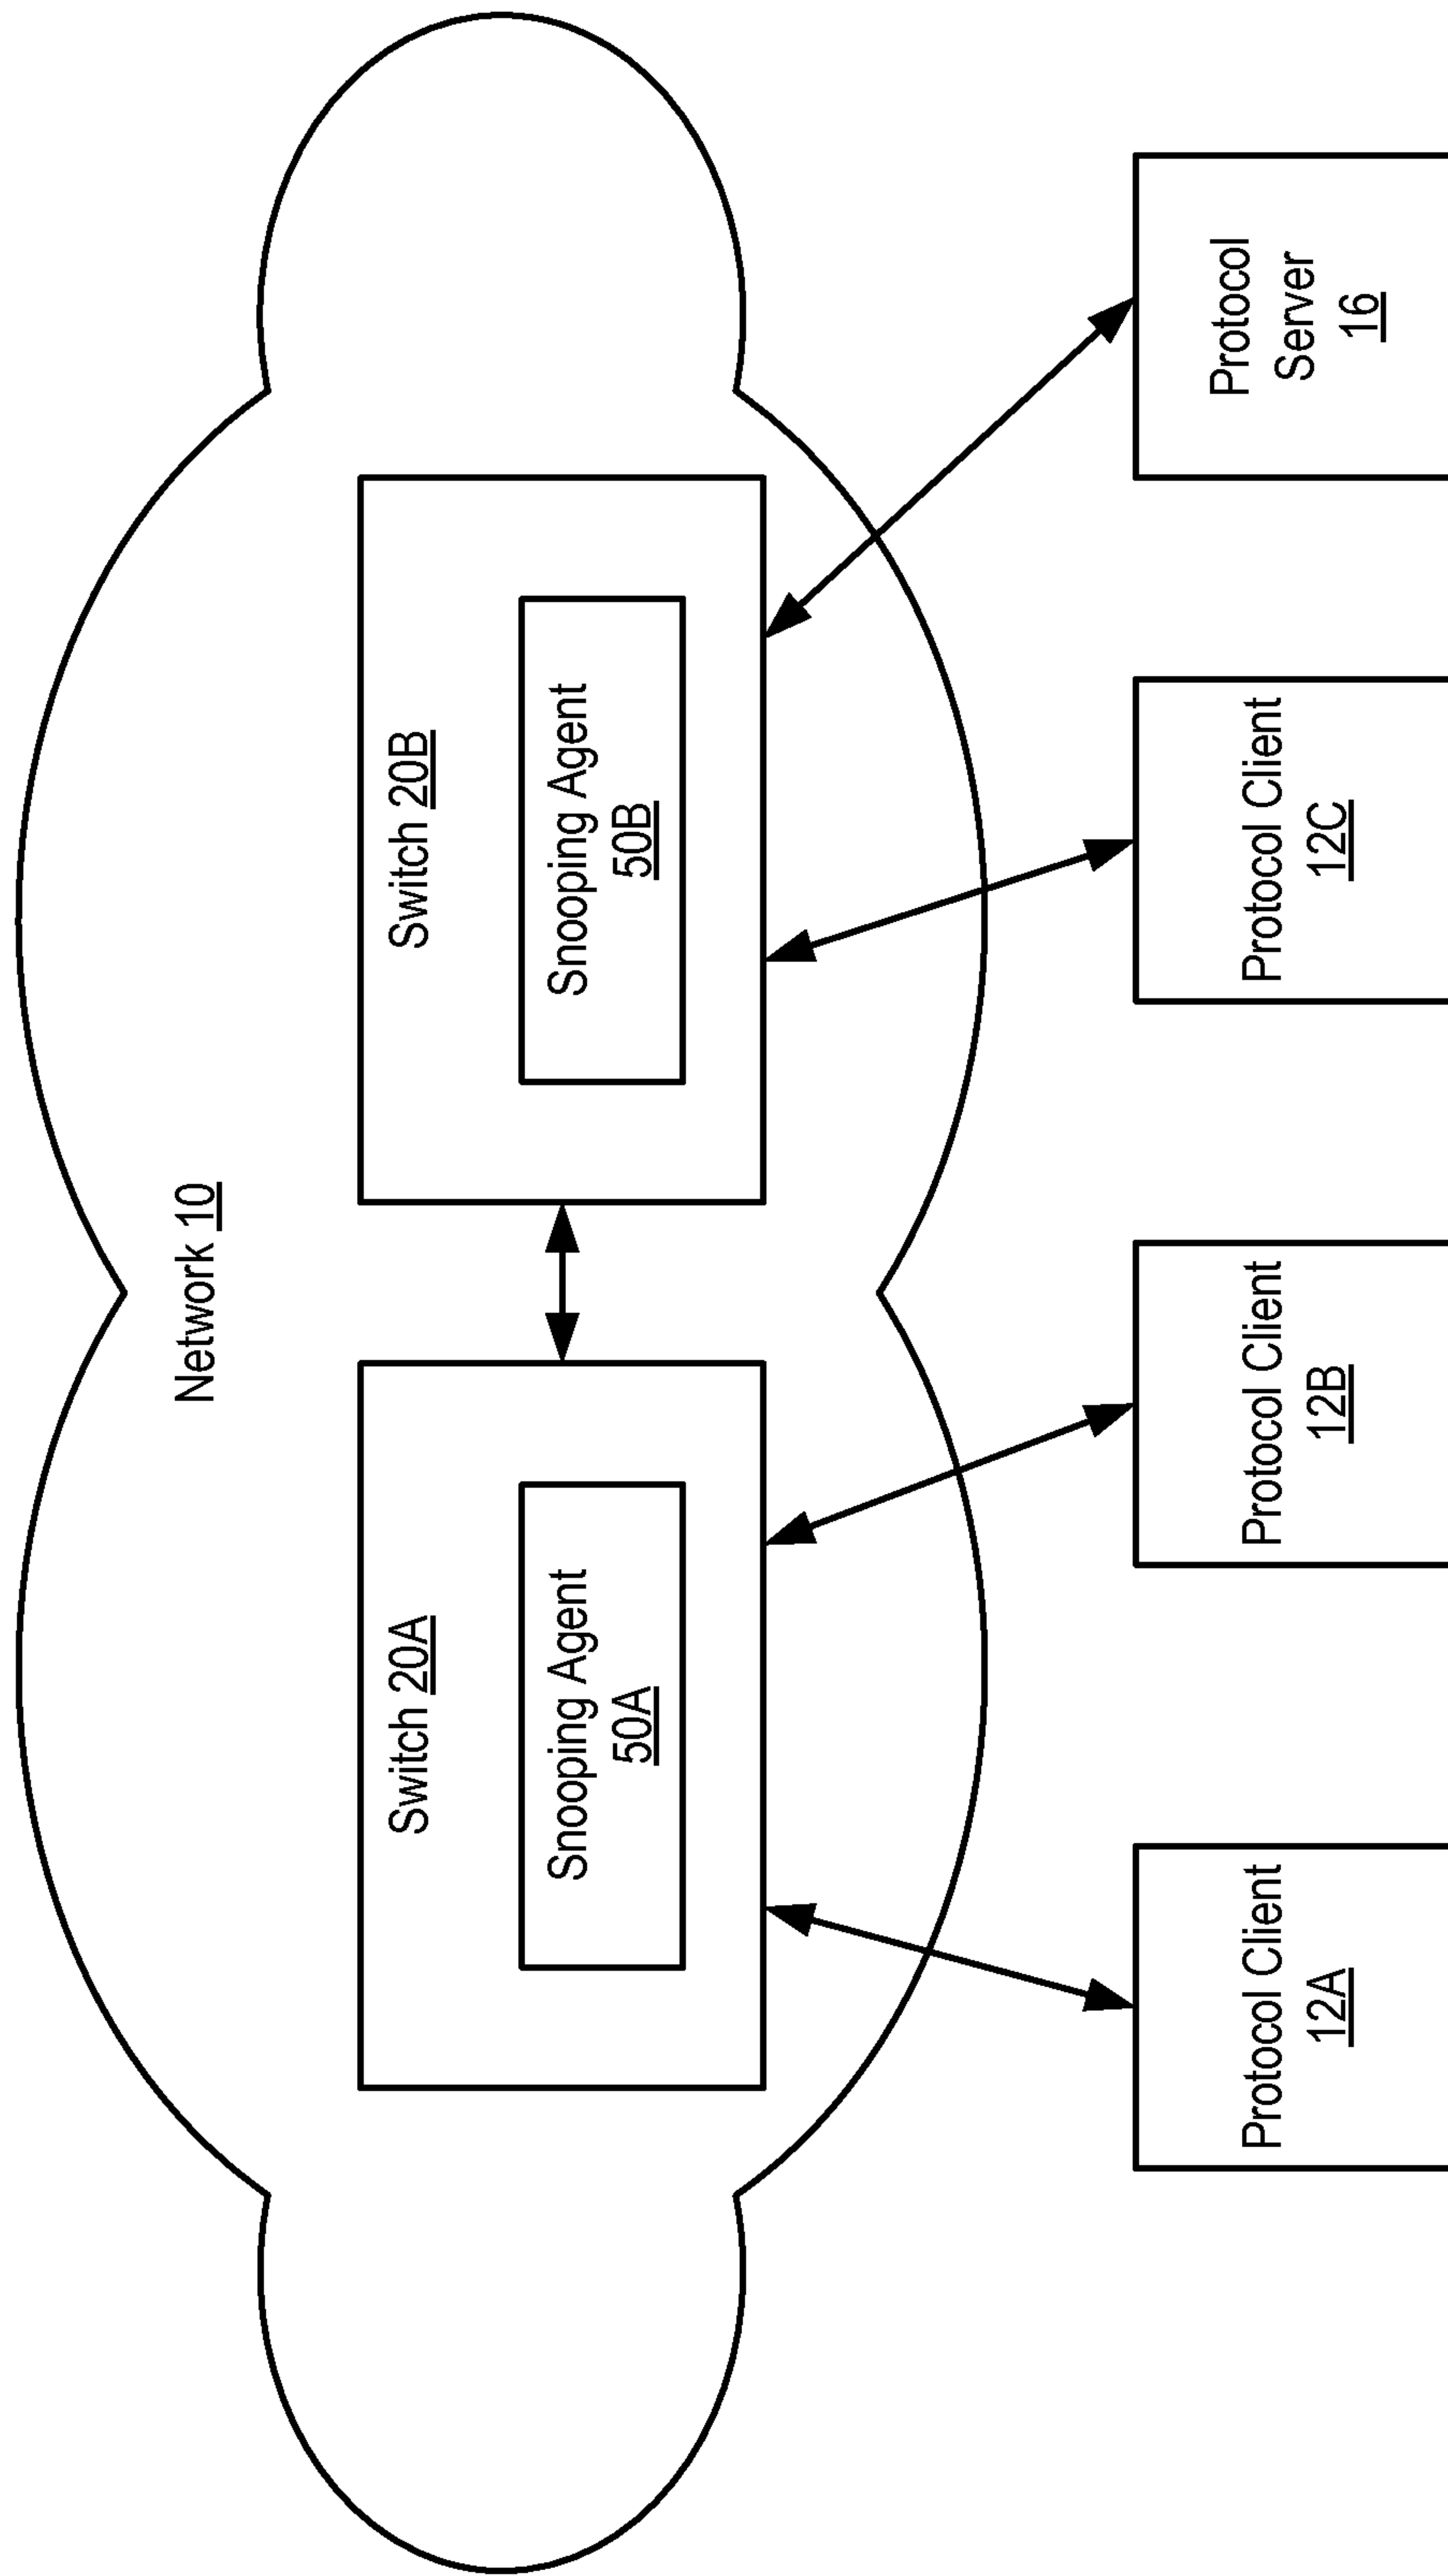 Network 10
Switch 20A
Snooping Agent
50A
Switch 20B
Snooping Agent
50B
Protocol Client
12A
Protocol Client
12B
Protocol Client
12C
Protocol
Server
16